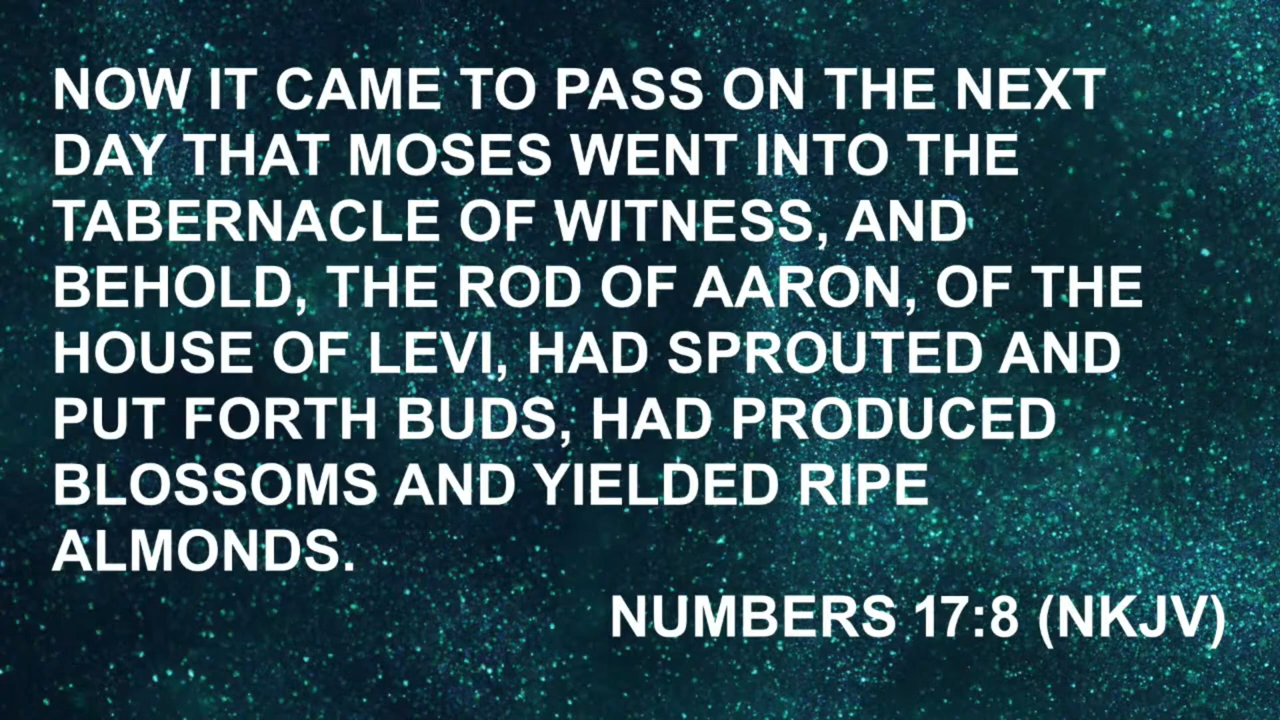 NOW IT CAME TO PASS ON THE NEXT
DAY THAT MOSES WENT INTO THE
TABERNACLE OF WITNESS, AND
BEHOLD, THE ROD OF AARON, OF THE
HOUSE OF LEVI, HAD SPROUTED AND
PUT FORTH BUDS, HAD PRODUCED
BLOSSOMS AND YIELDED RIPE
ALMONDS.
NUMBERS 17:8 (NKJV)